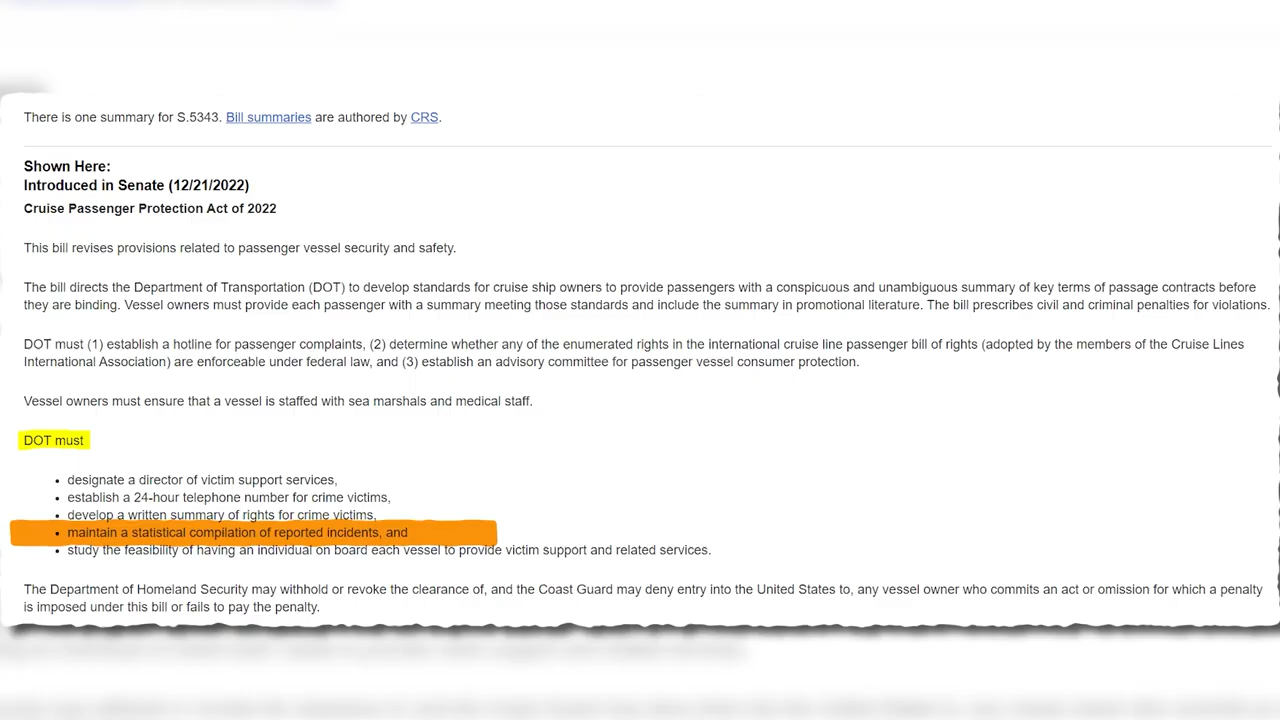 There is one summary for S.5343. Bill summaries are authored by CRS.
Shown Here:
Introduced in Senate (12/21/2022)
Cruise Passenger Protection Act of 2022
This bill revises provisions related to passenger vessel security and safety.
The bill directs the Department of Transportation (DOT) to develop standards for cruise ship owners to provide passengers with a conspicuous and unambiguous summary of key terms of passage contracts before
they are binding. Vessel owners must provide each passenger with a summary meeting those standards and include the summary in promotional literature. The bill prescribes civil and criminal penalties for violations.
DOT must (1) establish a hotline for passenger complaints, (2) determine whether any of the enumerated rights in the international cruise line passenger bill of rights (adopted by the members of the Cruise Lines
International Association) are enforceable under federal law, and (3) establish an advisory committee for passenger vessel consumer protection.
Vessel owners must ensure that a vessel is staffed with sea marshals and medical staff.
DOT must
• designate a director of victim support services,
• establish a 24-hour telephone number for crime victims,
• develop a written summary of rights for crime victims,
• maintain a statistical compilation of reported incidents, and
• study the feasibility of having an individual on board each vessel to provide victim support and related services.
The Department of Homeland Security may withhold or revoke the clearance of, and the Coast Guard may deny entry into the United States to, any vessel owner who commits an act or omission for which a penalty
is imposed under this bill or fails to pay the penalty.